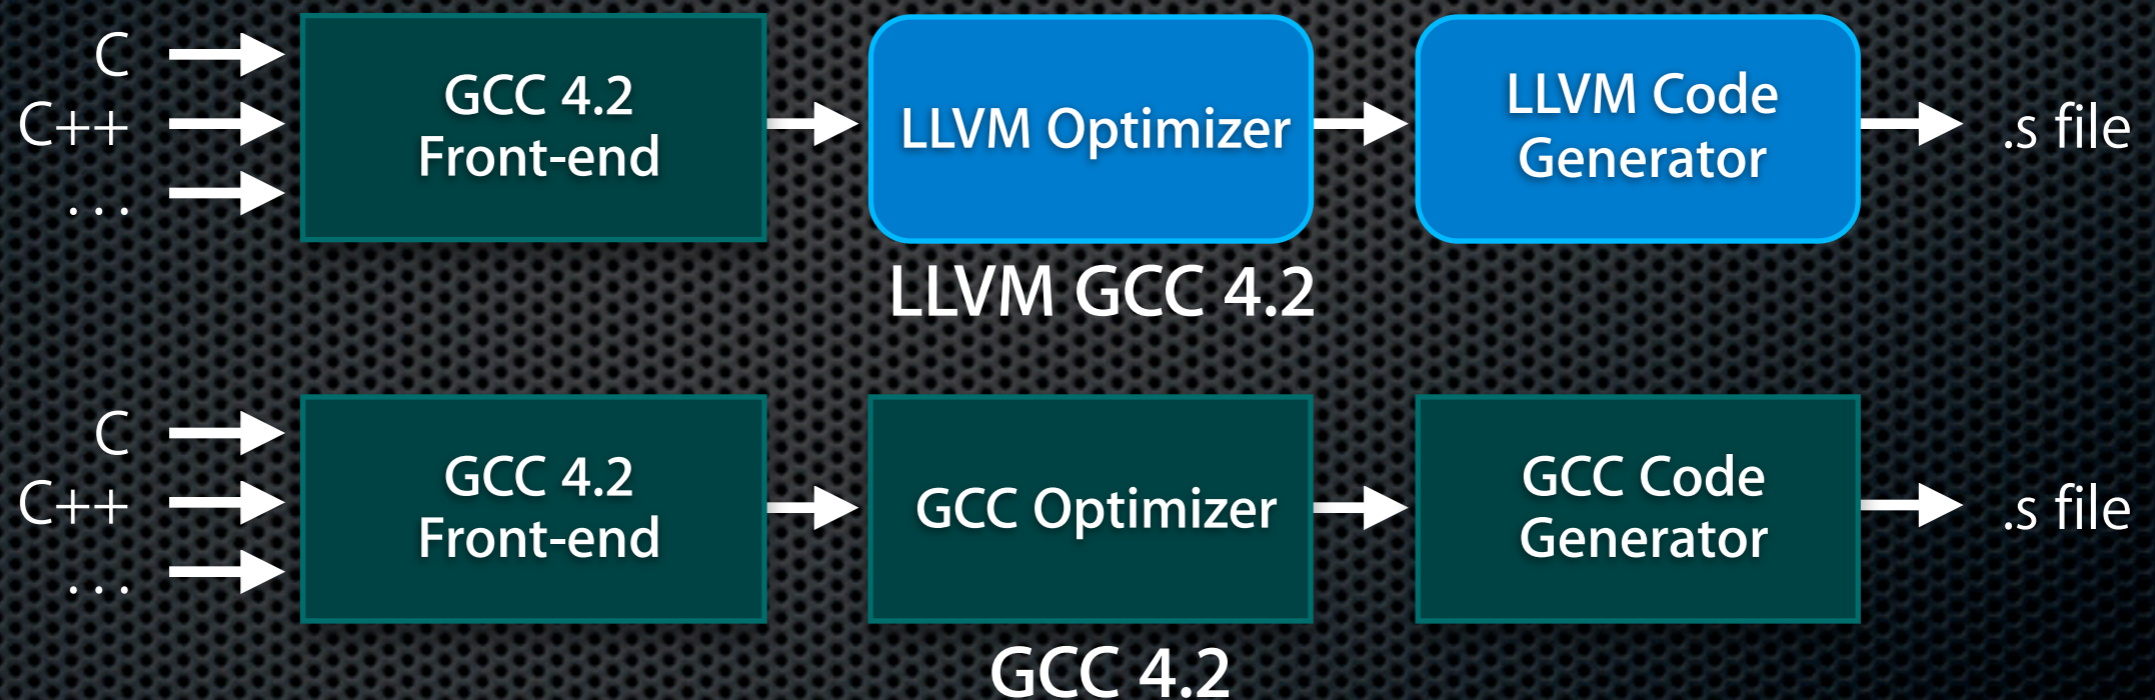 C
C++
...
GCC 4.2
Front-end
LLVM Optimizer
LLVM Code
Generator
.s file
LLVM GCC 4.2
C
C++
...
GCC 4.2
Front-end
GCC Optimizer
GCC Code
Generator
.s file
GCC 4.2